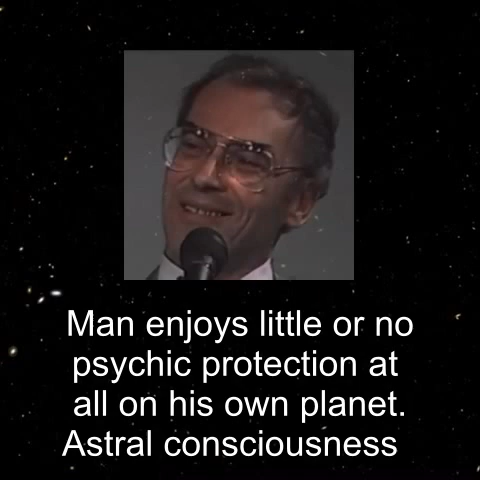 Man enjoys little or no
psychic protection at
all on his own planet.
Astral consciousness